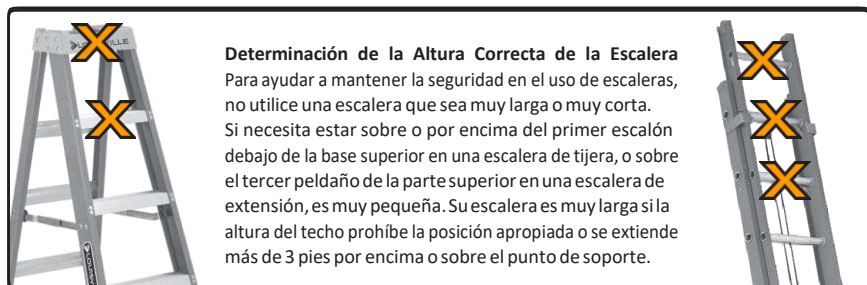 Determinación de la Altura Correcta de la Escalera
Para ayudar a mantener la seguridad en el uso de escaleras,
no utilice una escalera que sea muy larga o muy corta.
Si necesita estar sobre o por encima del primer escalón
debajo de la base superior en una escalera de tijera, o sobre
el tercer peldaño de la parte superior en una escalera de
extensión, es muy pequeña. Su escalera es muy larga si la
altura del techo prohíbe la posición apropiada o se extiende
más de 3 pies por encima o sobre el punto de soporte.